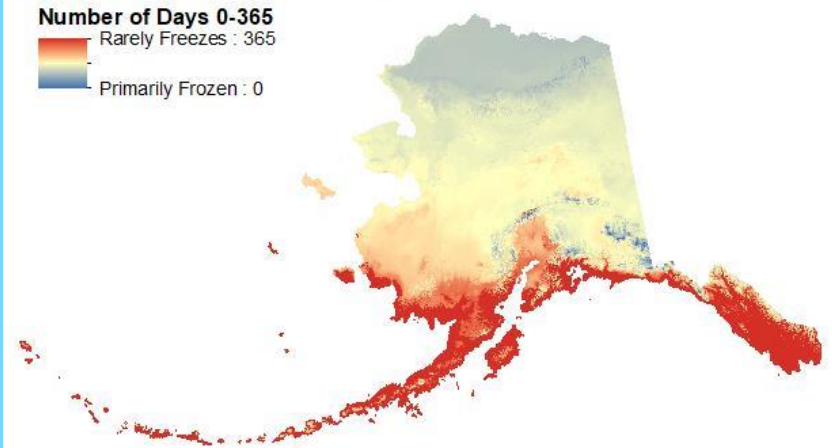 Number of Days 0-365
Rarely Freezes : 365
Primarily Frozen : 0